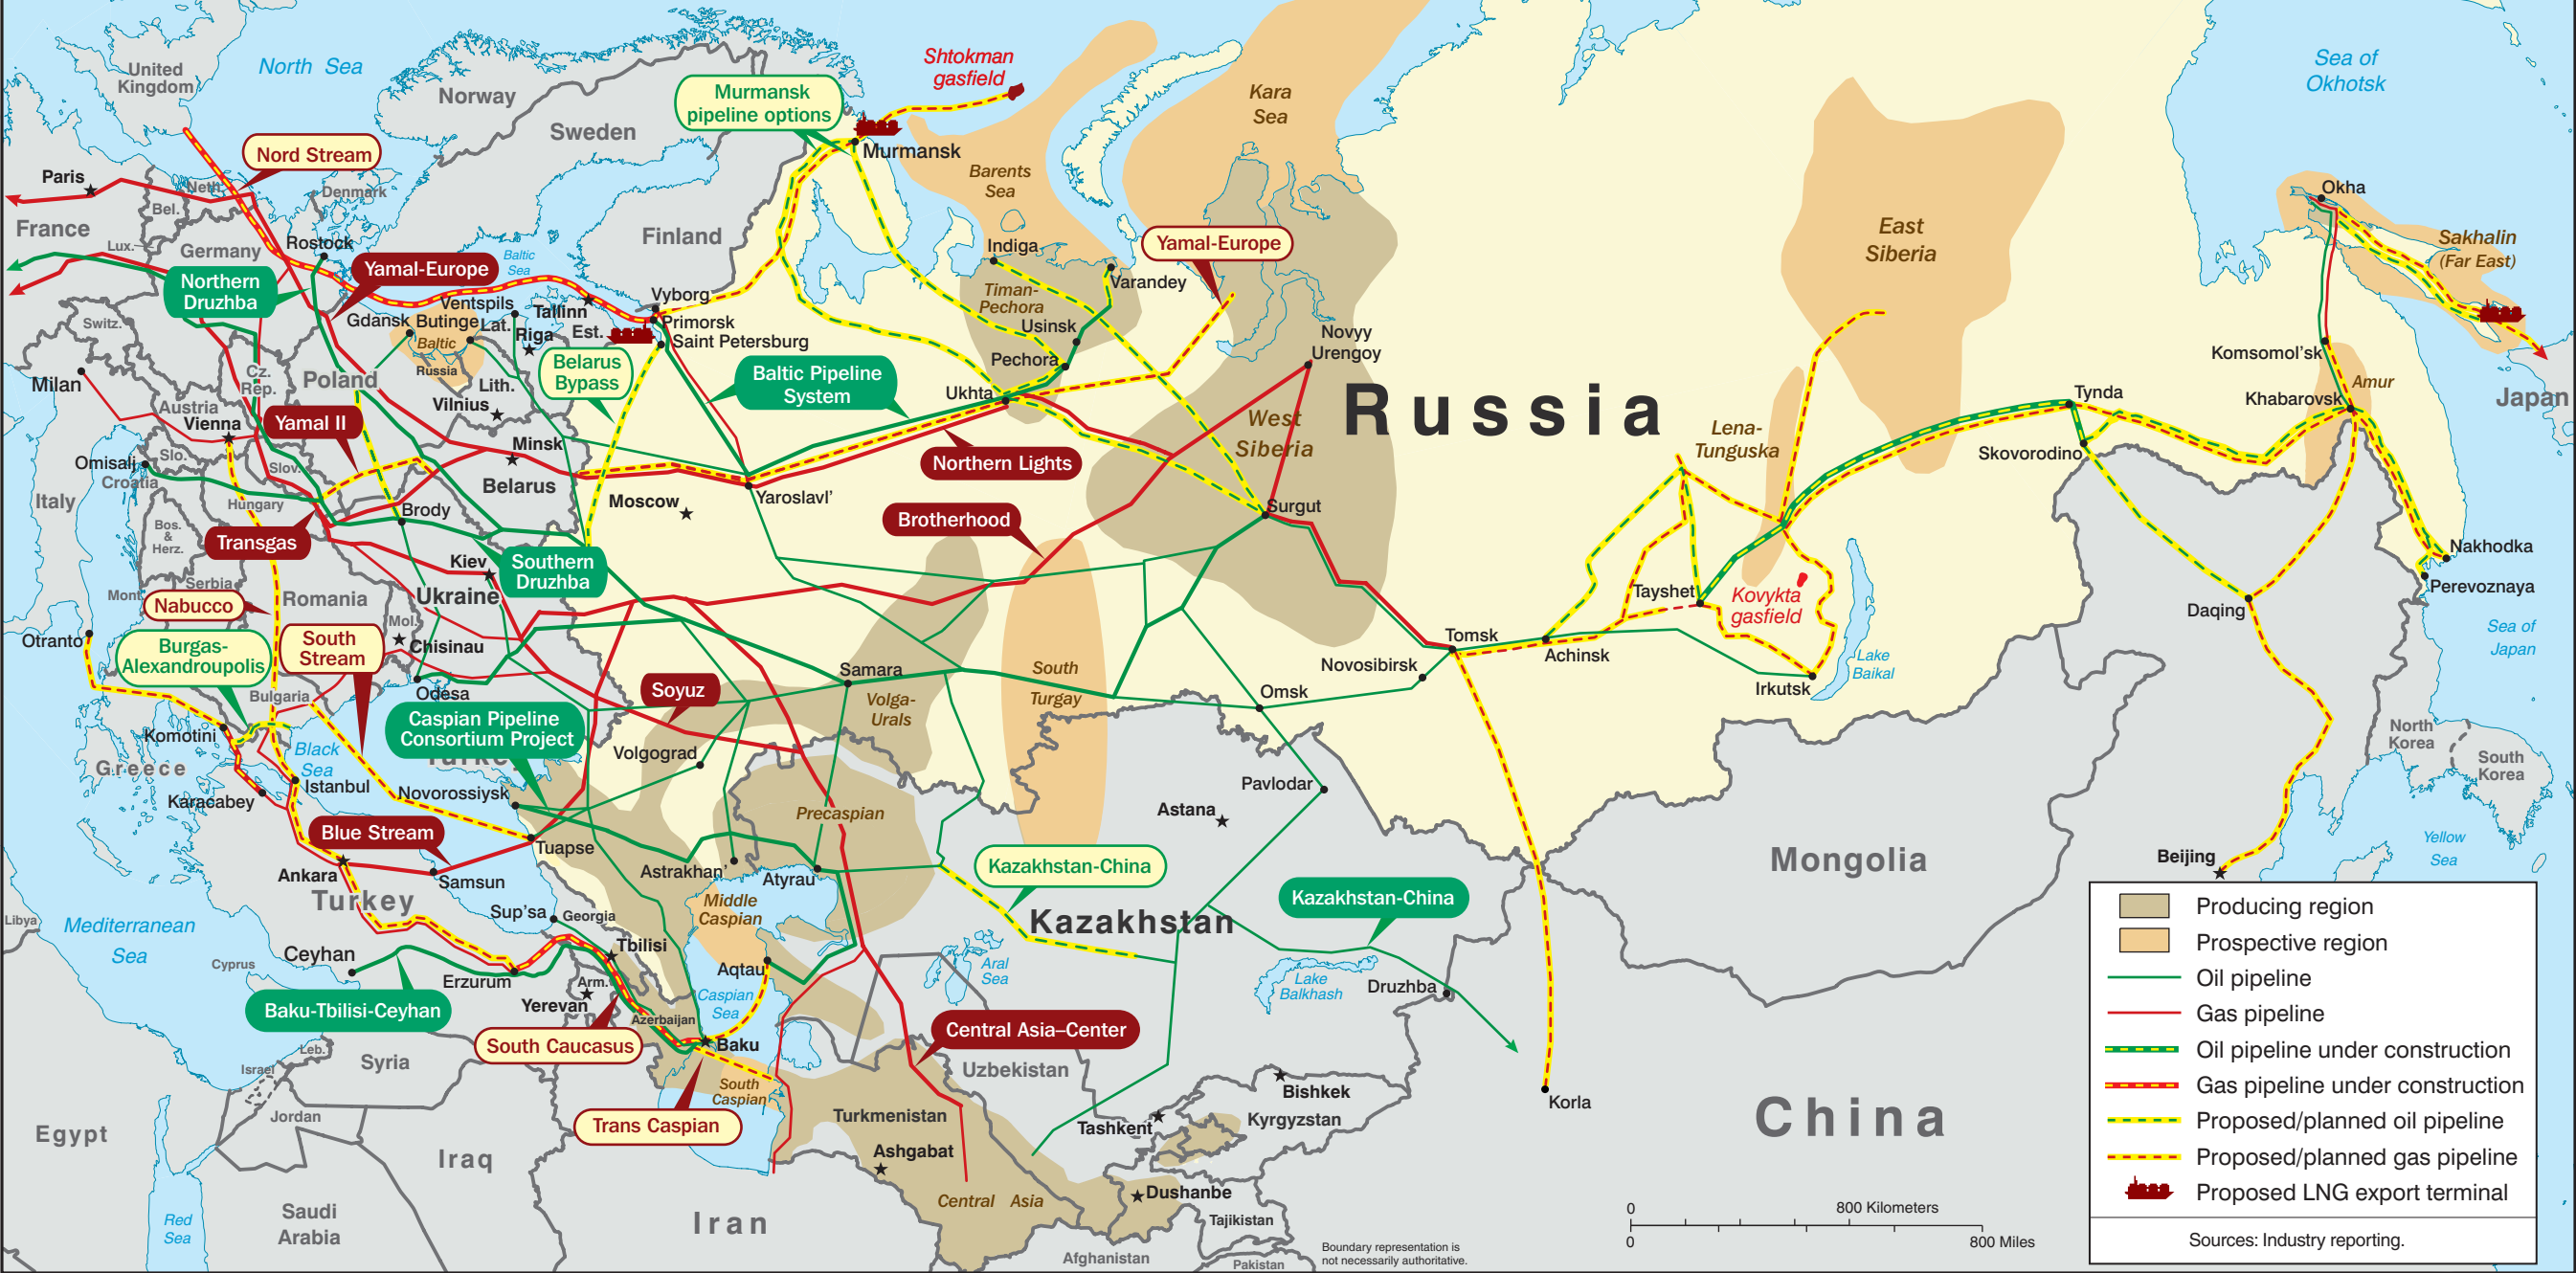 United
Kingdom
North Sea
Norway
Sweden
Finland
Murmansk
pipeline options
Shtokman
gasfield
Murmansk
Barents
Sea
Kara
Sea
Sea of
Okhotsk
Nord Stream
Paris
France
Neth.
Bel.
Lux.
Denmark
Germany
Rostock
Baltic
Sea
Northern
Druzhba
Yamal-Europe
Ventspils
Tallinn
Gdansk
Butinge
Lat.
Est.
Riga
Baltic
Russia
Lith.
Vilnius
Vyborg
Primorsk
Saint Petersburg
Belarus
Bypass
Baltic Pipeline
System
Indiga
Timan-
Pechora
Varandey
Usinsk
Pechora
Ukhta
Yamal-Europe
Novyy
Urengoy
West
Siberia
Russia
East
Siberia
Lena-
Tunguska
Okha
Sakhalin
(Far East)
Komsomol'sk
Khabarovsk
Amur
Japan
Tynda
Skovorodino
Switz.
Milan
Cz.
Rep.
Poland
Austria
Vienna
Yamal II
Minsk
Belarus
Omisalj
Slo.
Croatia
Slov.
Italy
Hungary
Bos.
&
Herz.
Brody
Transgas
Moscow
Yaroslavl'
Northern Lights
Surgut
Brotherhood
Kiev
Southern
Druzhba
Serbia
Mont.
Nabucco
Romania
Ukraine
Mol.
Chisinau
Otranto
Burgas-
Alexandroupolis
South
Stream
Bulgaria
Odesa
Soyuz
Samara
Volga-
Urals
South
Turgay
Tomsk
Novosibirsk
Omsk
Achinsk
Tayshet
Kovykta
gasfield
Irkutsk
Lake
Baikal
Nakhodka
Perevoznaya
Daqing
Sea of
Japan
Komotini
Greece
Black
Sea
Caspian Pipeline
Consortium Project
Volgograd
Istanbul
Karacabey
Novorossiysk
Precaspian
Pavlodar
Astana
North
Korea
South
Korea
Blue Stream
Tuapse
Ankara
Samsun
Turkey
Astrakhan'
Atyrau
Kazakhstan-China
Kazakhstan-China
Kazakhstan
Mongolia
Beijing
Yellow
Sea
Libya
Mediterranean
Sea
Sup'sa
Georgia
Middle
Caspian
Ceyhan
Cyprus
Tbilisi
Erzurum
Arm.
Yerevan
Azerbaijan
Aqtau
Caspian
Sea
Aral
Sea
Lake
Balkhash
Druzhba
Baku-Tbilisi-Ceyhan
South Caucasus
Baku
Central Asia–Center
Leb.
Syria
Israel
Jordan
Uzbekistan
South
Caspian
Trans Caspian
Turkmenistan
Ashgabat
Bishkek
Kyrgyzstan
Tashkent
Korla
China
Egypt
Iraq
Saudi
Arabia
Red
Sea
Iran
Central Asia
Dushanbe
Tajikistan
Afghanistan
Pakistan
Boundary representation is
not necessarily authoritative.
0 800 Kilometers
0 800 Miles
Producing region
Prospective region
Oil pipeline
Gas pipeline
Oil pipeline under construction
Gas pipeline under construction
Proposed/planned oil pipeline
Proposed/planned gas pipeline
Proposed LNG export terminal
Sources: Industry reporting.